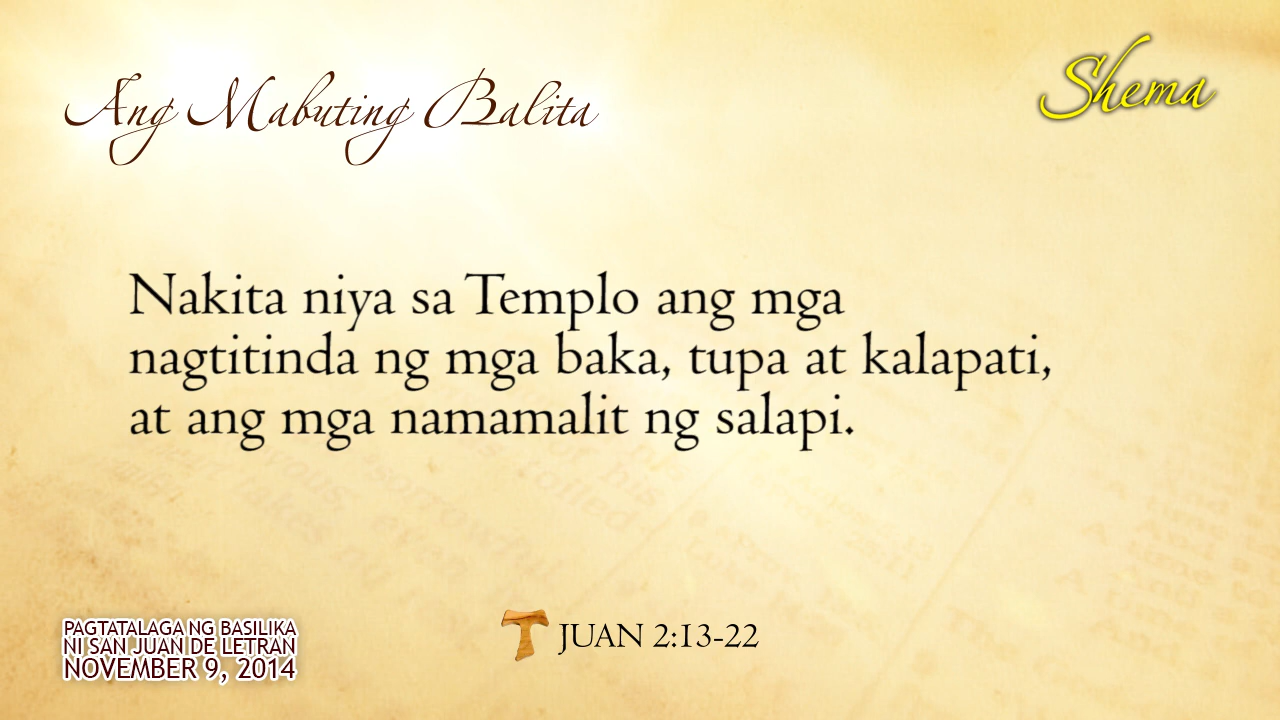 Ang Mabuting Balita
Shema
Nakita niya sa Templo ang mga
nagtitinda ng mga baka, tupa at kalapati,
at ang mga namamalit ng salapi.
PAGTATALAGA NG BASILIKA
NI SAN JUAN DE LETRAN
NOVEMBER 9, 2014
JUAN 2:13-22